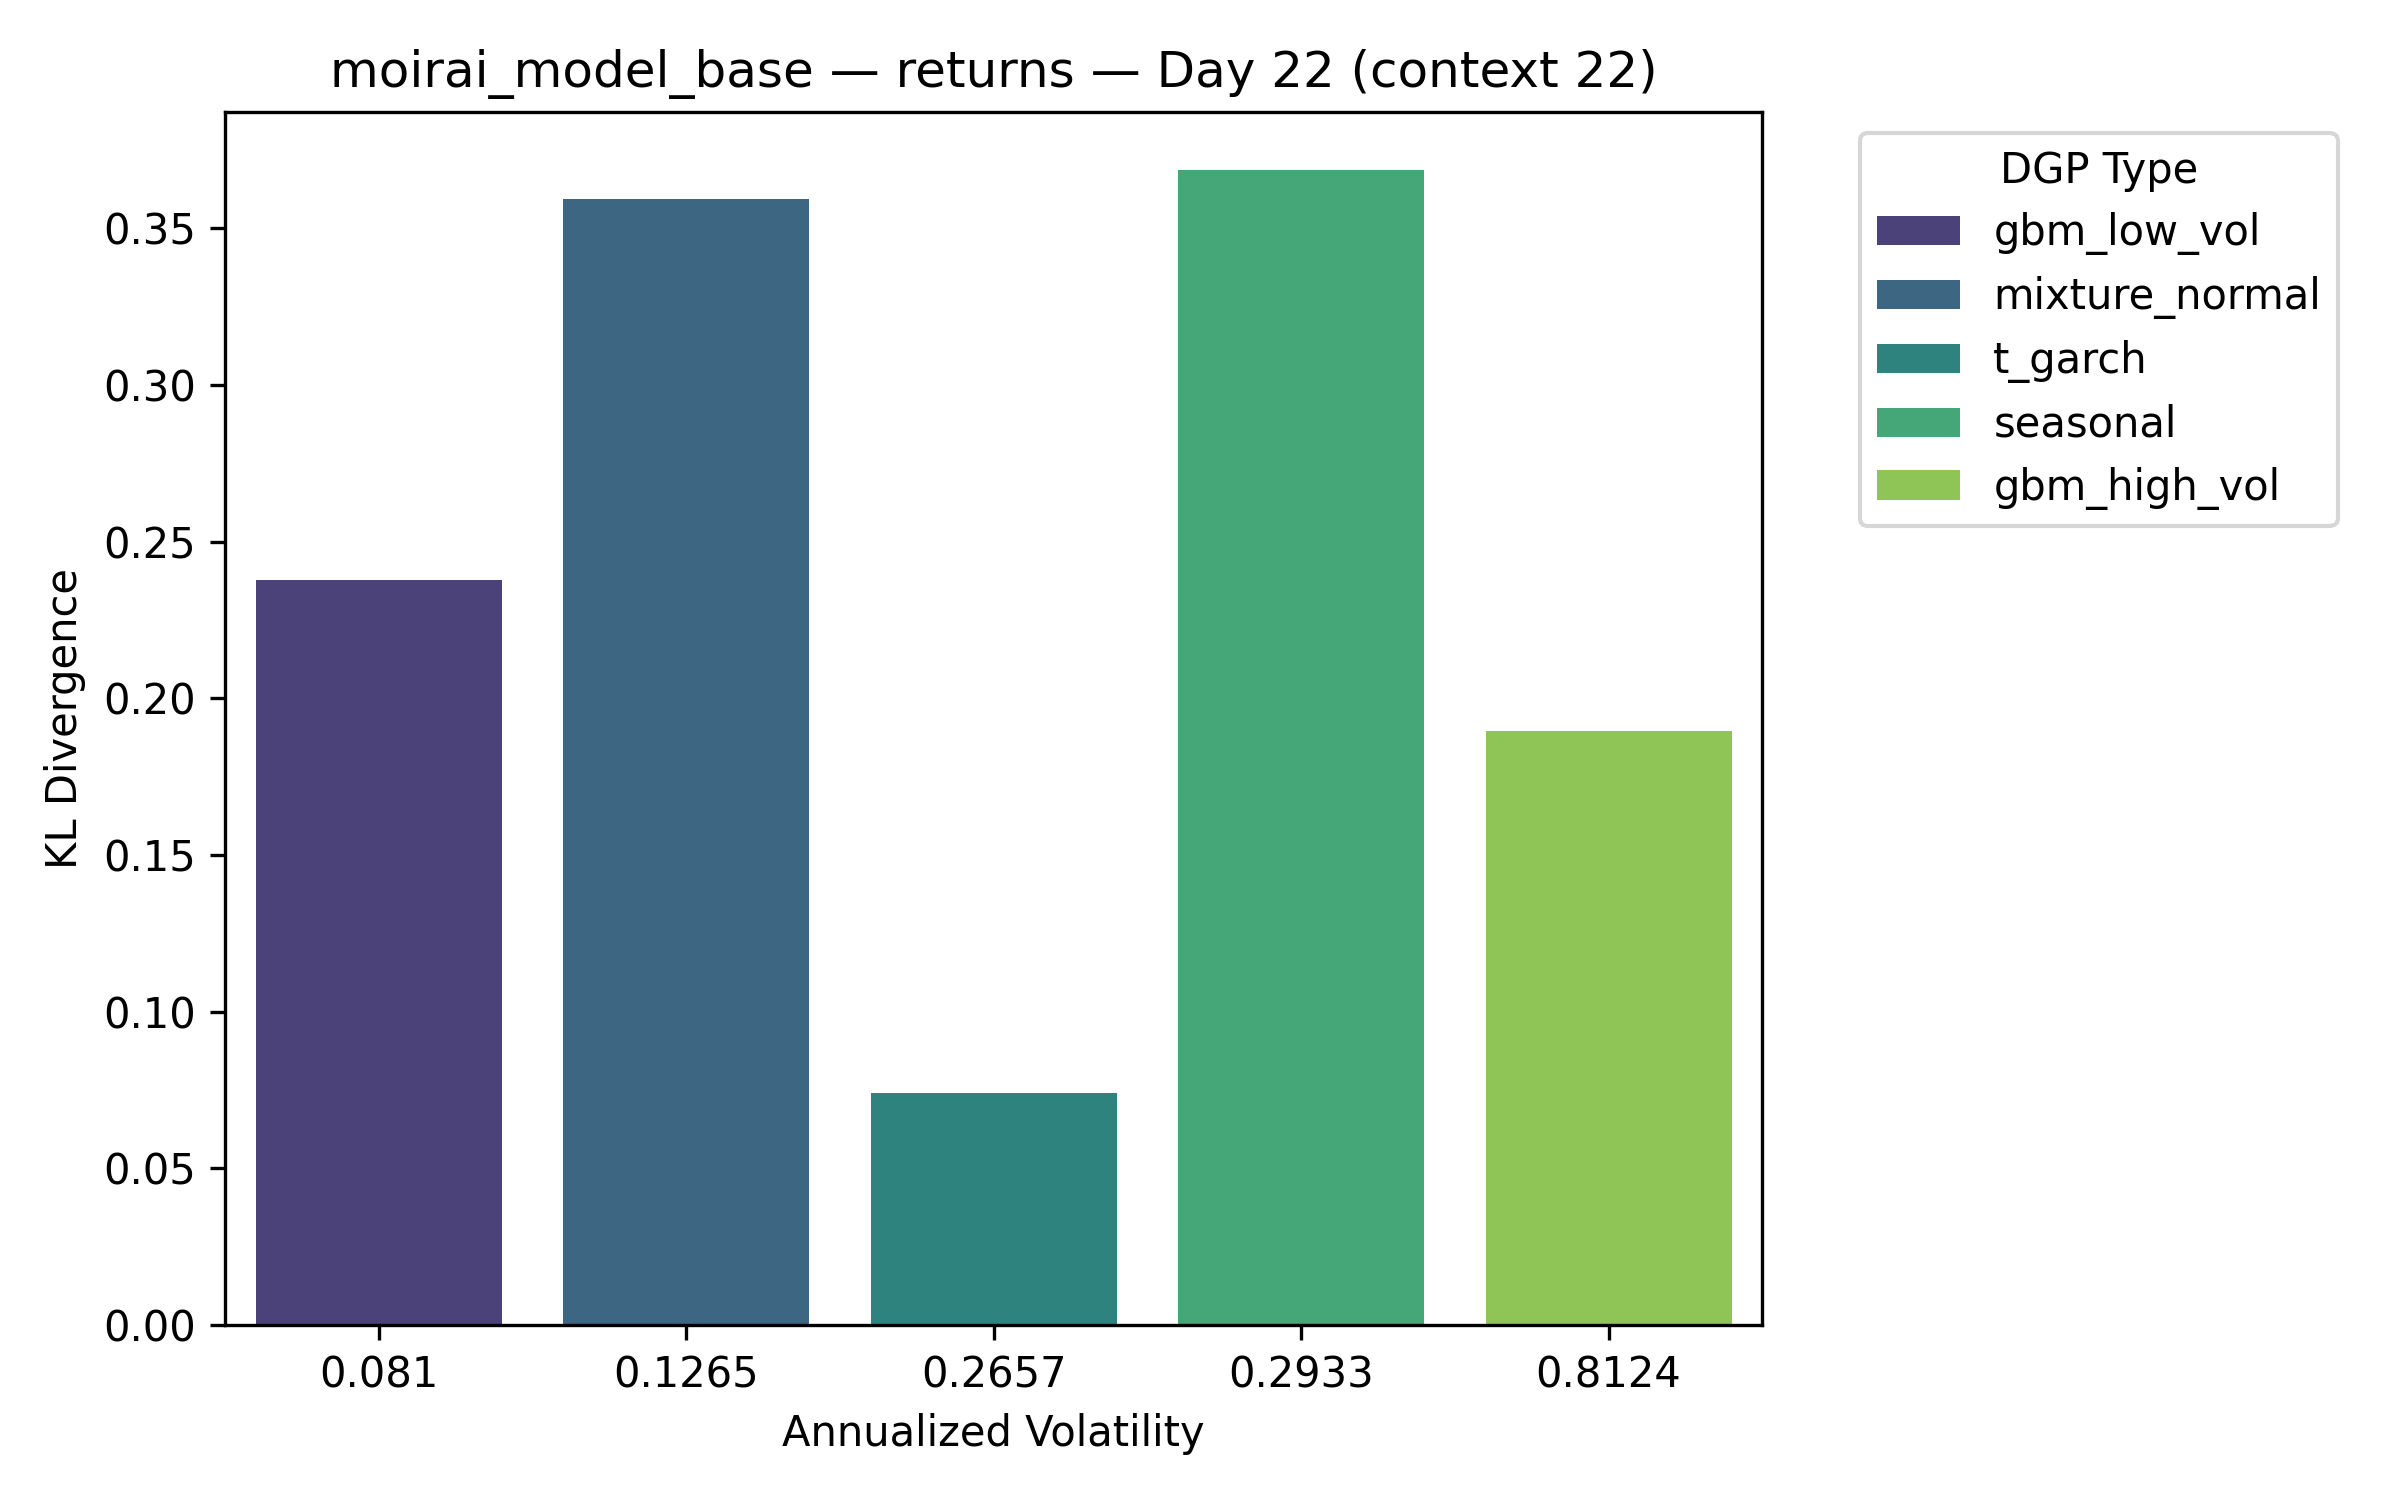 moirai_model_base — returns — Day 22 (context 22)
KL Divergence
0.35
0.30
0.25
0.20
0.15
0.10
0.05
0.00
0.081 0.1265 0.2657 0.2933 0.8124
Annualized Volatility
DGP Type
gbm_low_vol
mixture_normal
t_garch
seasonal
gbm_high_vol